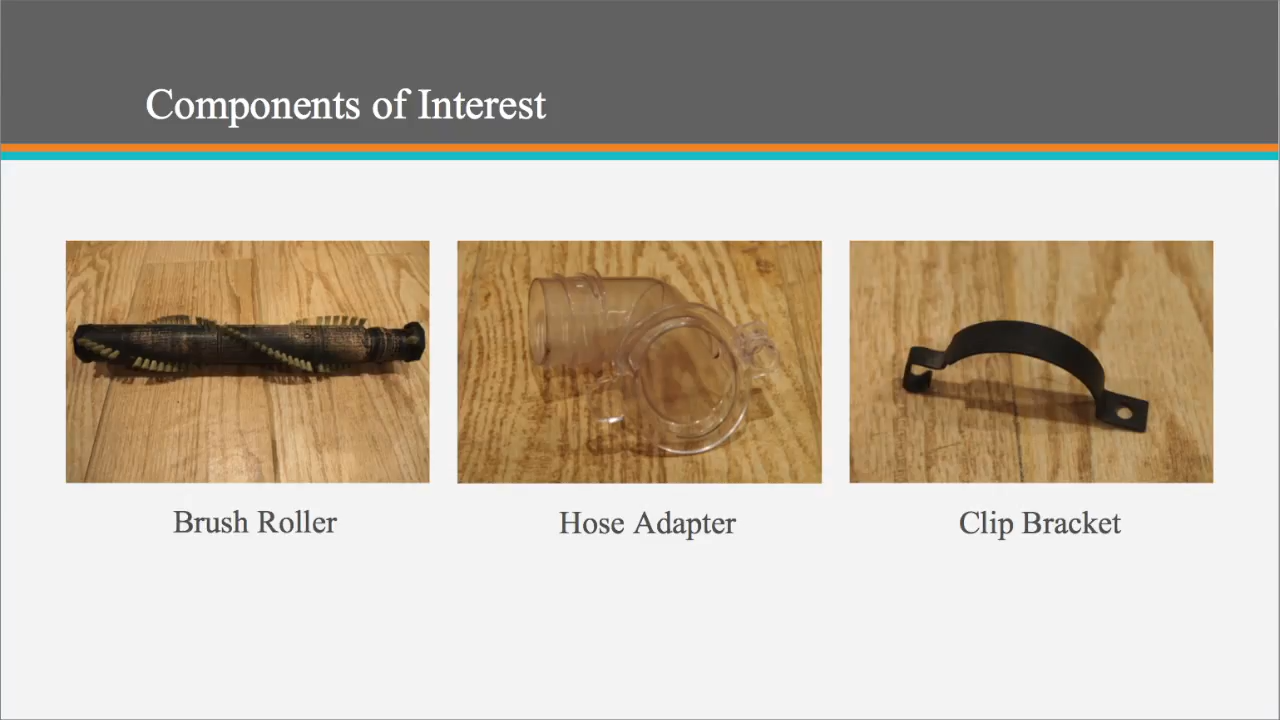 Components of Interest
Brush Roller
Hose Adapter
Clip Bracket